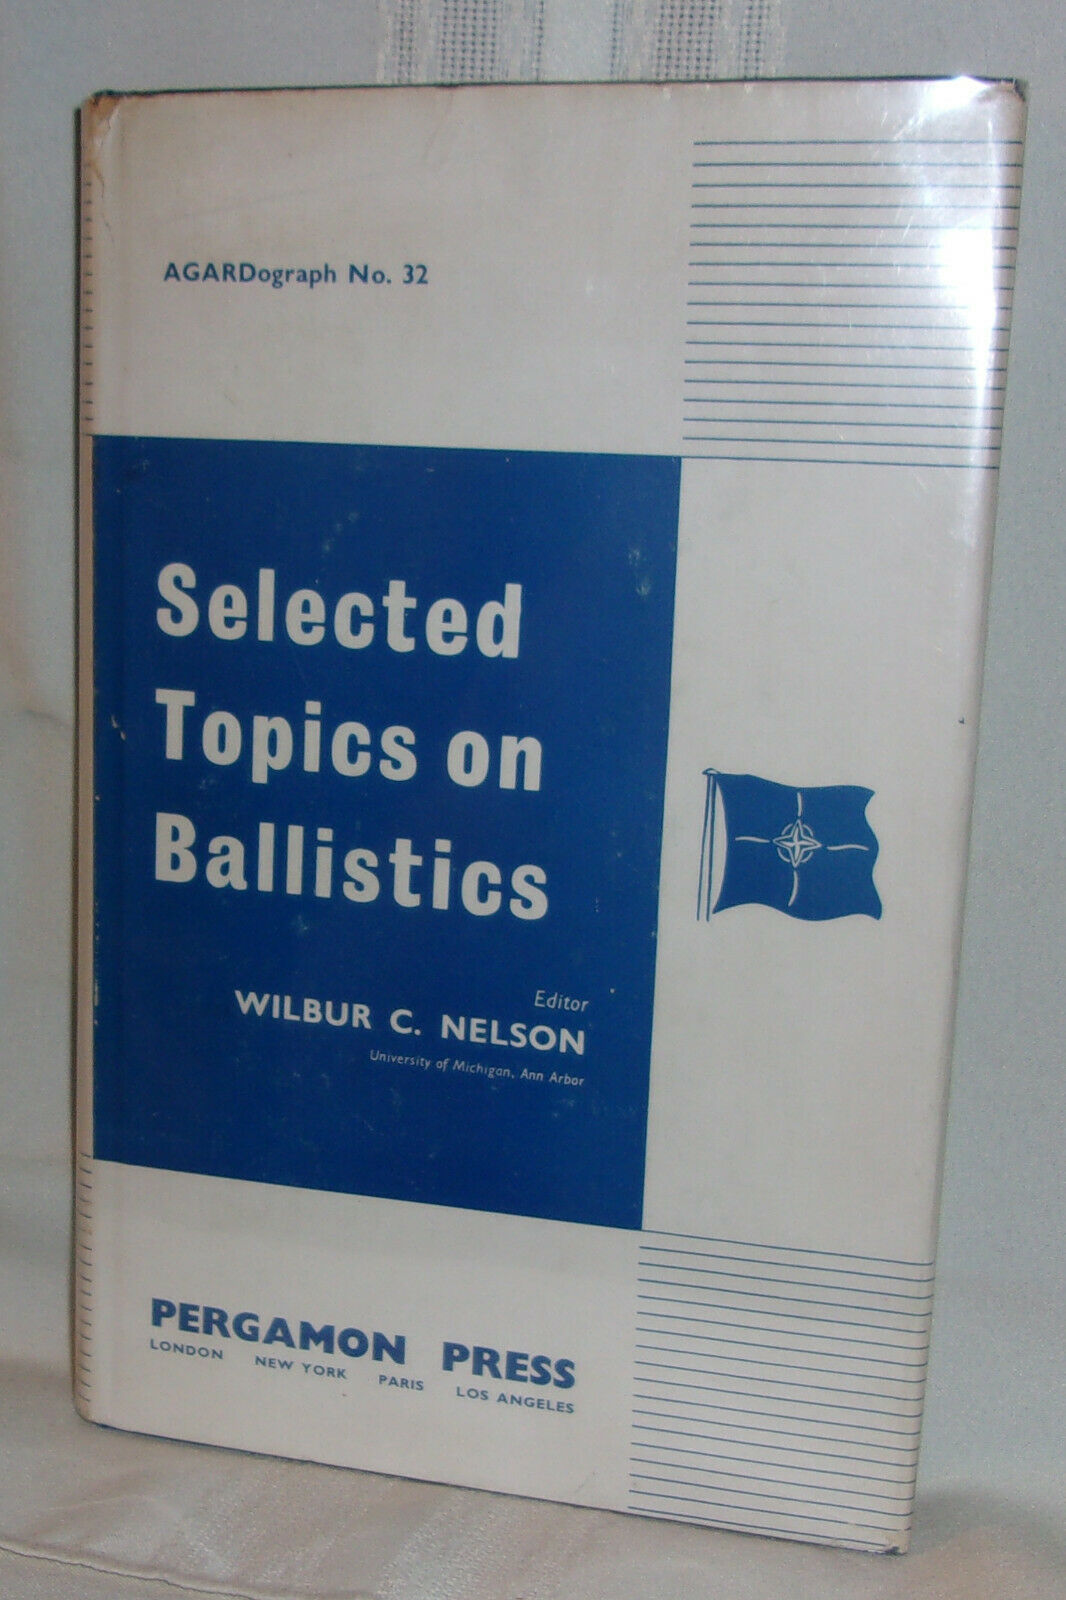 AGARDograph No. 32
Selected
Topics on
Ballistics
Editor
WILBUR C. NELSON
University of Michigan, Ann Arbor
PERGAMON PRESS
LONDON NEW YORK PARIS LOS ANGELES